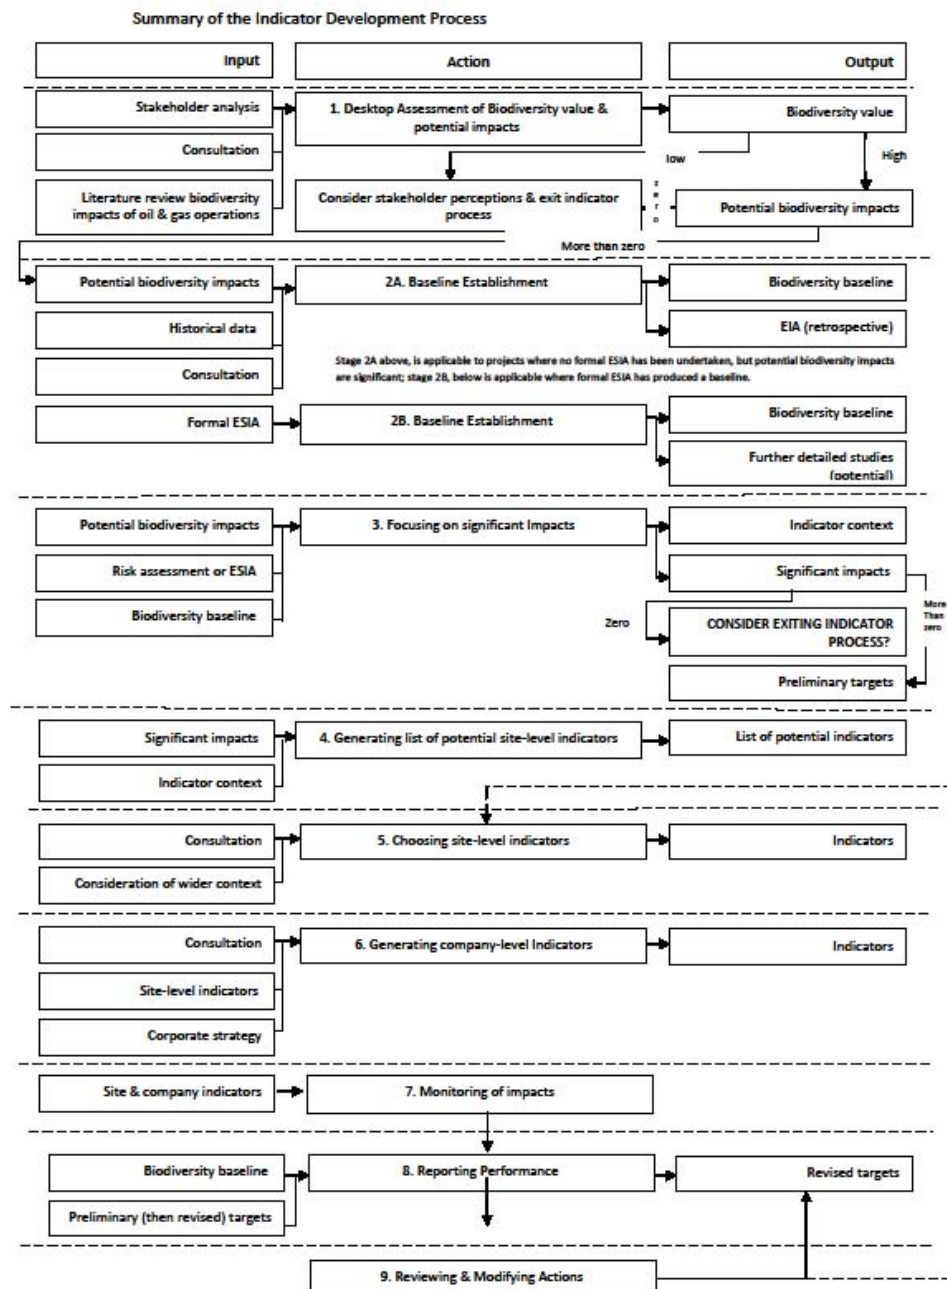 Summary of the Indicator Development Process
Input
Action
Output
Stakeholder analysis
1. Desktop Assessment of Biodiversity value &
potential impacts
Biodiversity value
Consultation
low
High
Literature review biodiversity
impacts of oil & gas operations
Consider stakeholder perceptions & exit indicator
process
zero
Potential biodiversity impacts
More than zero
Potential biodiversity impacts
2A. Baseline Establishment
Biodiversity baseline
Historical data
EIA (retrospective)
Consultation
Stage 2A above, is applicable to projects where no formal ESIA has been undertaken, but potential biodiversity impacts
are significant; stage 2B, below is applicable where formal ESIA has produced a baseline.
Formal ESIA
2B. Baseline Establishment
Biodiversity baseline
Further detailed studies
(potential)
Potential biodiversity impacts
3. Focusing on significant Impacts
Indicator context
Risk assessment or ESIA
Significant impacts
Biodiversity baseline
Zero
CONSIDER EXITING INDICATOR
PROCESS?
More
Than
zero
Preliminary targets
Significant impacts
4. Generating list of potential site-level indicators
List of potential indicators
Indicator context
Consultation
5. Choosing site-level indicators
Indicators
Consideration of wider context
Consultation
6. Generating company-level Indicators
Indicators
Site-level indicators
Corporate strategy
Site & company indicators
7. Monitoring of impacts
Biodiversity baseline
8. Reporting Performance
Revised targets
Preliminary (then revised) targets
9. Reviewing & Modifying Actions